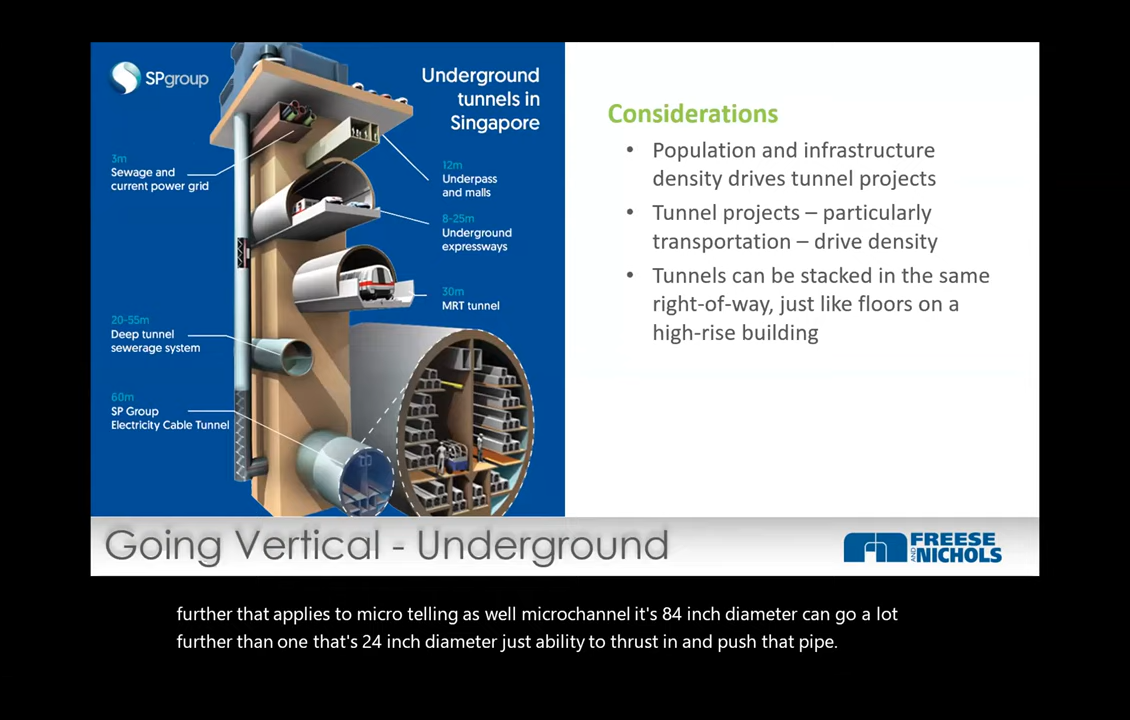 SPgroup
Underground
tunnels in
Singapore
3m
Sewage and
current power grid
12m
Underpass
and malls
8-25m
Underground
expressways
30m
MRT tunnel
20-55m
Deep tunnel
sewerage system
60m
SP Group
Electricity Cable Tunnel
Considerations
• Population and infrastructure
density drives tunnel projects
• Tunnel projects – particularly
transportation – drive density
• Tunnels can be stacked in the same
right-of-way, just like floors on a
high-rise building
Going Vertical - Underground
FREESE
AND NICHOLS
further that applies to micro telling as well microchannel it's 84 inch diameter can go a lot
further than one that's 24 inch diameter just ability to thrust in and push that pipe.